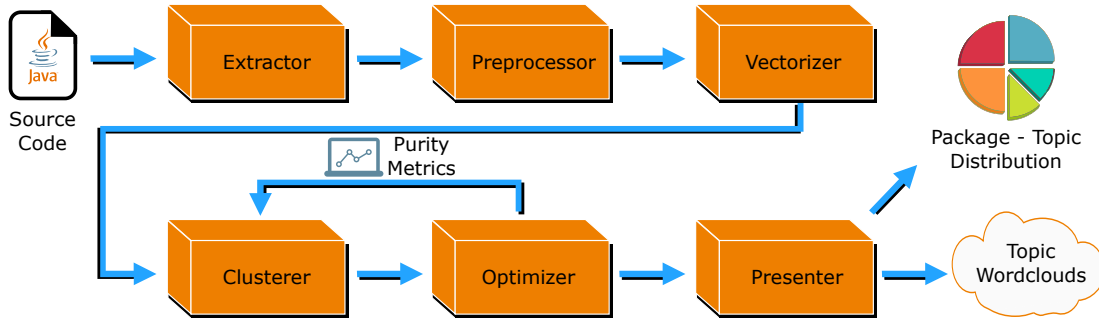 Java
Source
Code
Extractor
Preprocessor
Vectorizer
Package - Topic
Distribution
Purity
Metrics
Clusterer
Optimizer
Presenter
Topic
Wordclouds